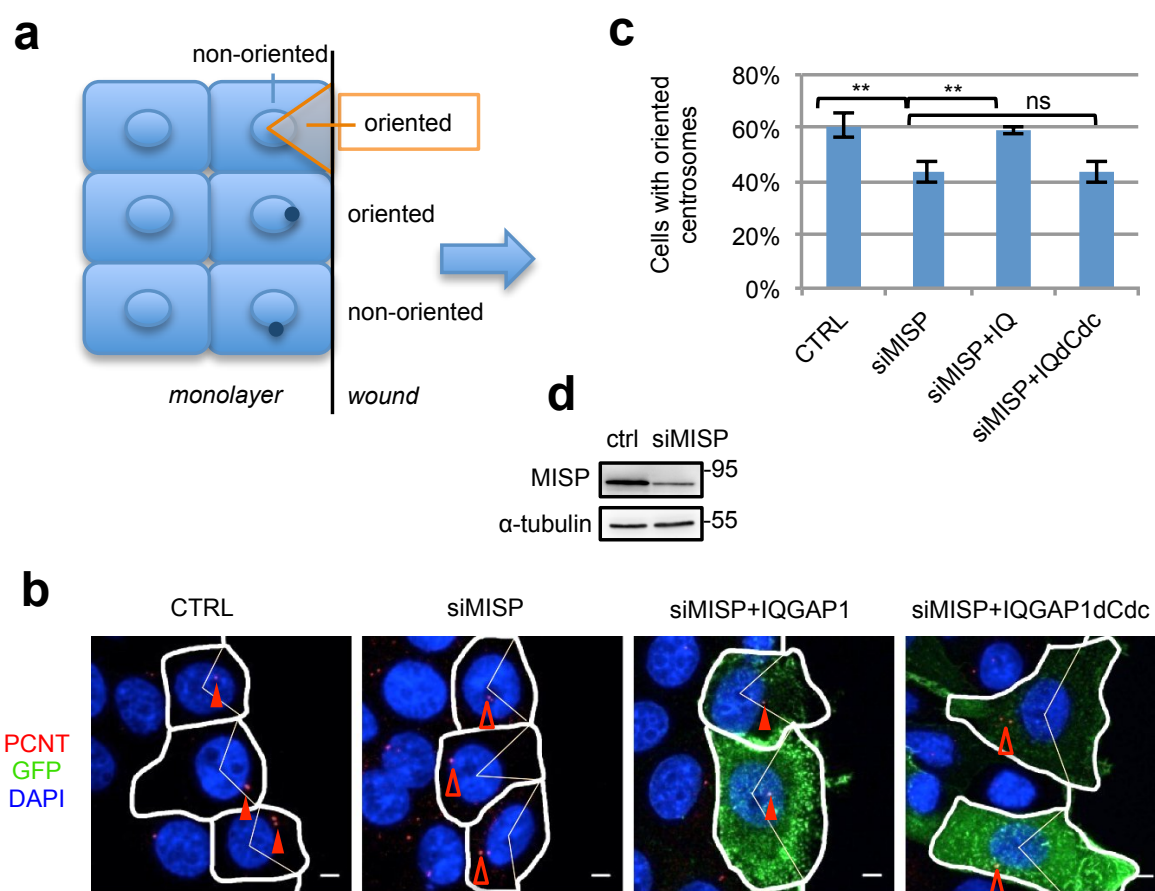 a
non-oriented
oriented
oriented
non-oriented
monolayer
wound
c
Cells with oriented
centrosomes
80%
60%
40%
20%
0%
**
**
ns
CTRL
siMISP
siMISP+IQ
siMISP+IQdCdc
d
ctrl siMISP
MISP
-95
α-tubulin
-55
b
CTRL
siMISP
siMISP+IQGAP1
siMISP+IQGAP1dCdc
PCNT
GFP
DAPI